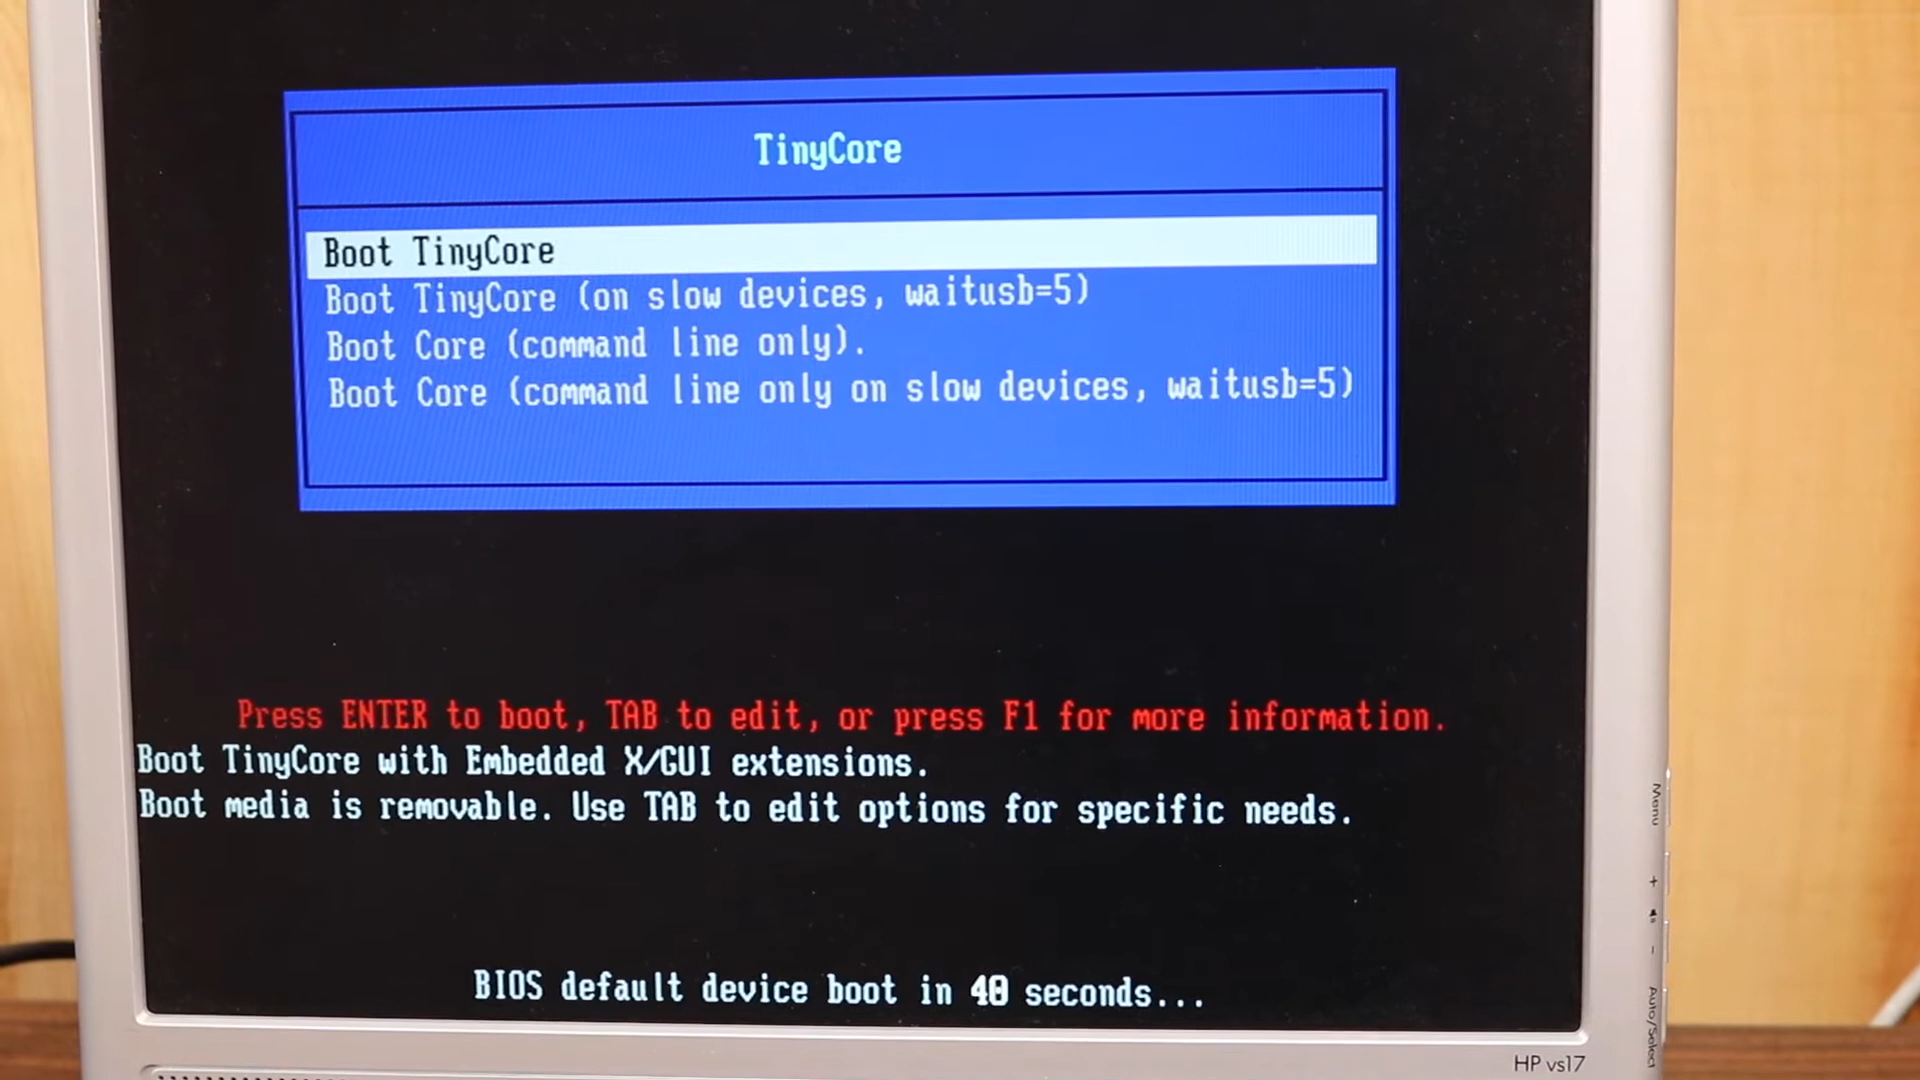 TinyCore
Boot TinyCore
Boot TinyCore (on slow devices, waitusb=5)
Boot Core (command line only).
Boot Core (command line only on slow devices, waitusb=5)
Press ENTER to boot, TAB to edit, or press F1 for more information.
Boot TinyCore with Embedded X/GUI extensions.
Boot media is removable. Use TAB to edit options for specific needs.
BIOS default device boot in 40 seconds...
Menu
+
-
Auto/Select
HP vs17